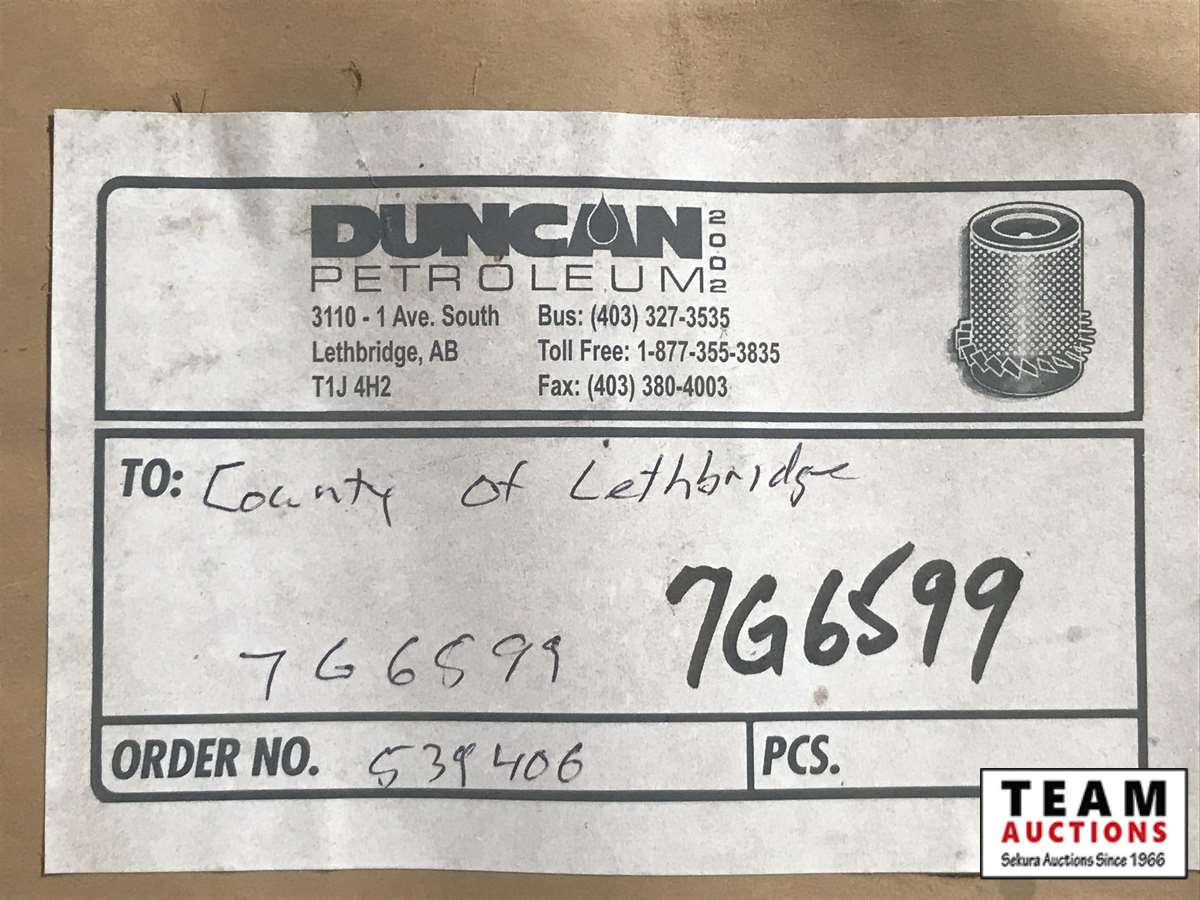 DUNCAN 2002
PETROLEUM
3110 - 1 Ave. South Bus: (403) 327-3535
Lethbridge, AB Toll Free: 1-877-355-3835
T1J 4H2 Fax: (403) 380-4003
TO: County of Lethbridge
7G6599 7G6599
ORDER NO. 539406 PCS.
TEAM
AUCTIONS
Sekura Auctions Since 1966